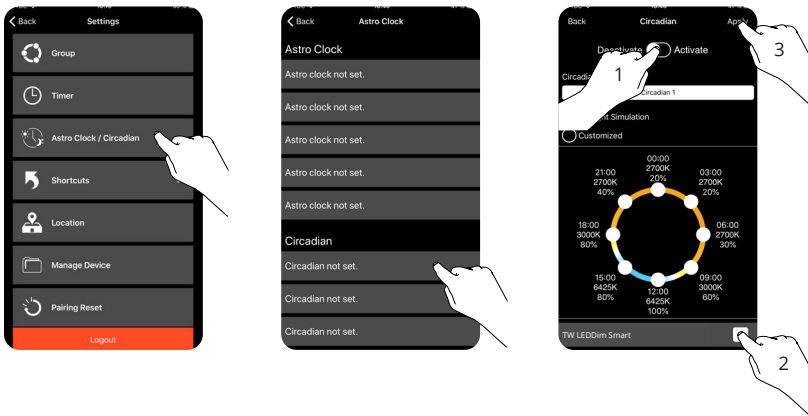 Back Settings
Group
Timer
Astro Clock / Circadian
Shortcuts
Location
Manage Device
Pairing Reset
Logout
Back Astro Clock
Astro Clock
Astro clock not set.
Astro clock not set.
Astro clock not set.
Astro clock not set.
Astro clock not set.
Circadian
Circadian not set.
Circadian not set.
Circadian not set.
Back Circadian Apply
Deactivate Activate
1
3
Circadian 1
Simulation
Customized
00:00
2700K
20%
03:00
2700K
20%
06:00
2700K
30%
09:00
3000K
60%
12:00
6425K
100%
15:00
6425K
80%
18:00
3000K
80%
21:00
2700K
40%
TW LEDDim Smart
2